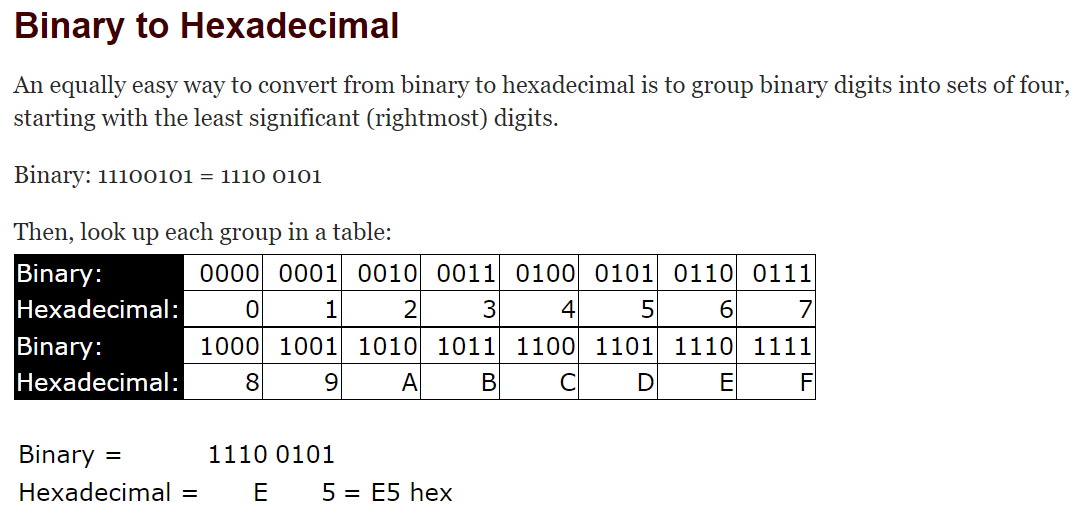 Binary to Hexadecimal
An equally easy way to convert from binary to hexadecimal is to group binary digits into sets of four,
starting with the least significant (rightmost) digits.
Binary: 11100101 = 1110 0101
Then, look up each group in a table:
Binary: 0000 0001 0010 0011 0100 0101 0110 0111
Hexadecimal: 0 1 2 3 4 5 6 7
Binary: 1000 1001 1010 1011 1100 1101 1110 1111
Hexadecimal: 8 9 A B C D E F
Binary = 1110 0101
Hexadecimal = E 5 = E5 hex